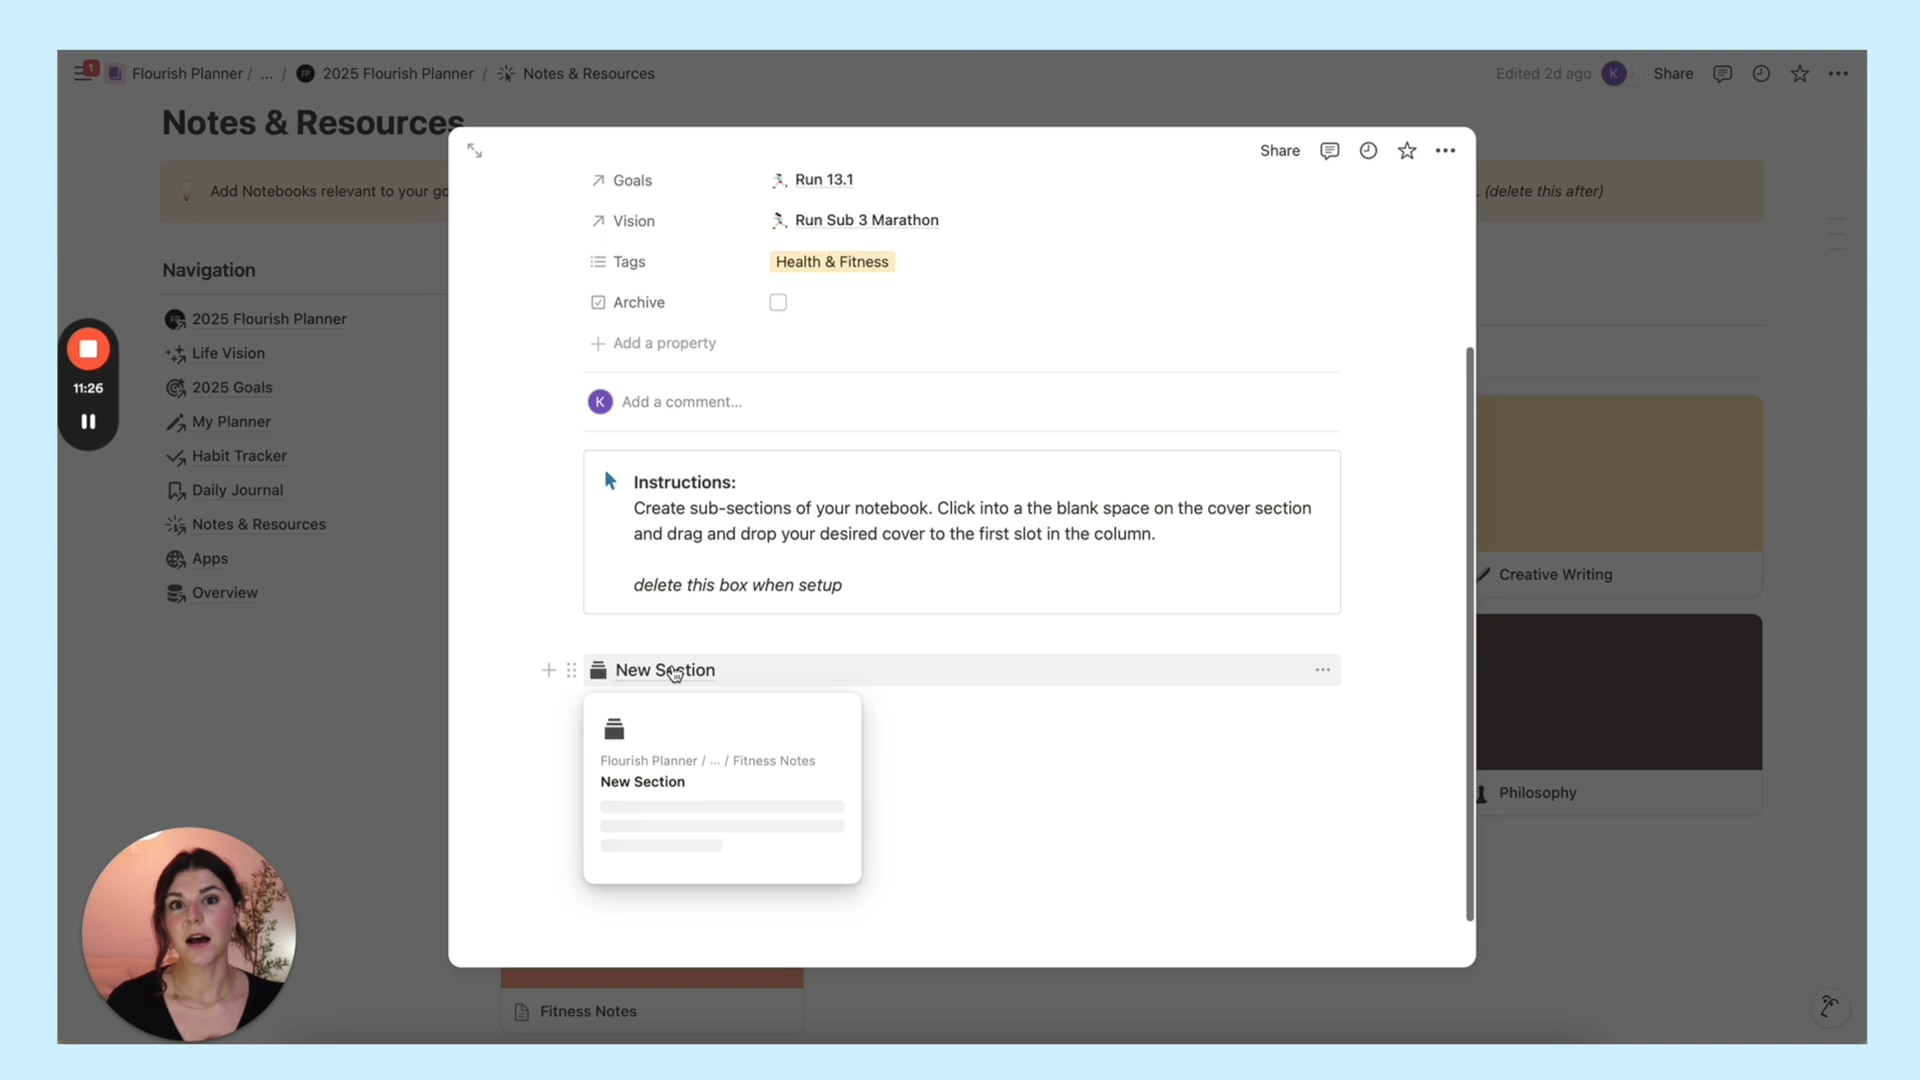 1
Flourish Planner / ... / 2025 Flourish Planner / Notes & Resources
Edited 2d ago K Share
Notes & Resources
Add Notebooks relevant to your go
. (delete this after)
Navigation
2025 Flourish Planner
Life Vision
2025 Goals
My Planner
Habit Tracker
Daily Journal
Notes & Resources
Apps
Overview
11:26
Share
Goals Run 13.1
Vision Run Sub 3 Marathon
Tags Health & Fitness
Archive
Add a property
K Add a comment...
Instructions:
Create sub-sections of your notebook. Click into a the blank space on the cover section
and drag and drop your desired cover to the first slot in the column.
delete this box when setup
New Section
Flourish Planner / ... / Fitness Notes
New Section
Creative Writing
Philosophy
Fitness Notes